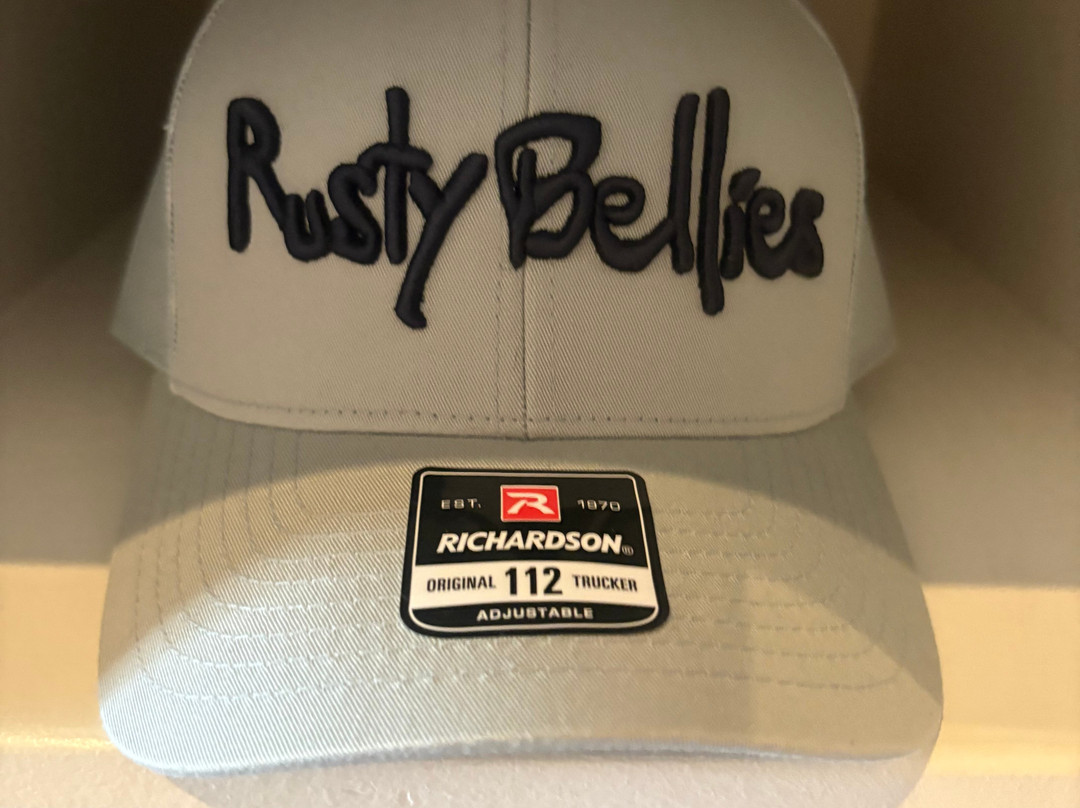 Rusty Bellies
EST. R 1970
RICHARDSON®
ORIGINAL 112 TRUCKER
ADJUSTABLE